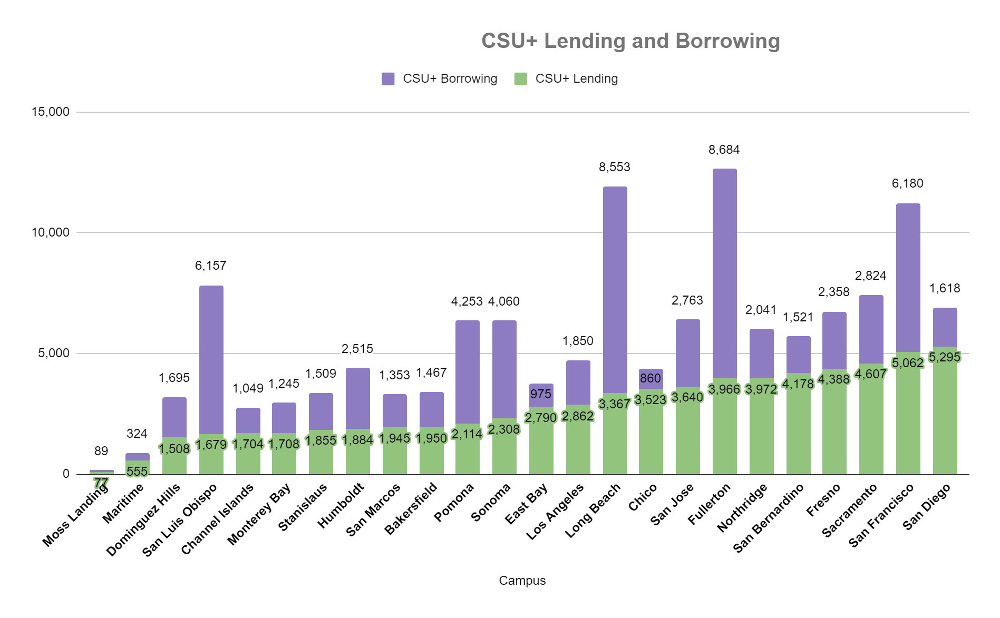 CSU+ Lending and Borrowing
CSU+ Borrowing CSU+ Lending
15,000
10,000
5,000
0
89
324
1,695
6,157
1,049
1,245
1,509
2,515
1,353
1,467
4,253
4,060
975
1,850
8,553
860
2,763
8,684
2,041
1,521
2,358
2,824
6,180
1,618
77
555
1,508
1,679
1,704
1,708
1,855
1,884
1,945
1,950
2,114
2,308
2,790
2,862
3,367
3,523
3,640
3,966
3,972
4,178
4,388
4,607
5,062
5,295
Moss Landing
Maritime
Dominguez Hills
San Luis Obispo
Channel Islands
Monterey Bay
Stanislaus
Humboldt
San Marcos
Bakersfield
Pomona
Sonoma
East Bay
Los Angeles
Long Beach
Chico
San Jose
Fullerton
Northridge
San Bernardino
Fresno
Sacramento
San Francisco
San Diego
Campus